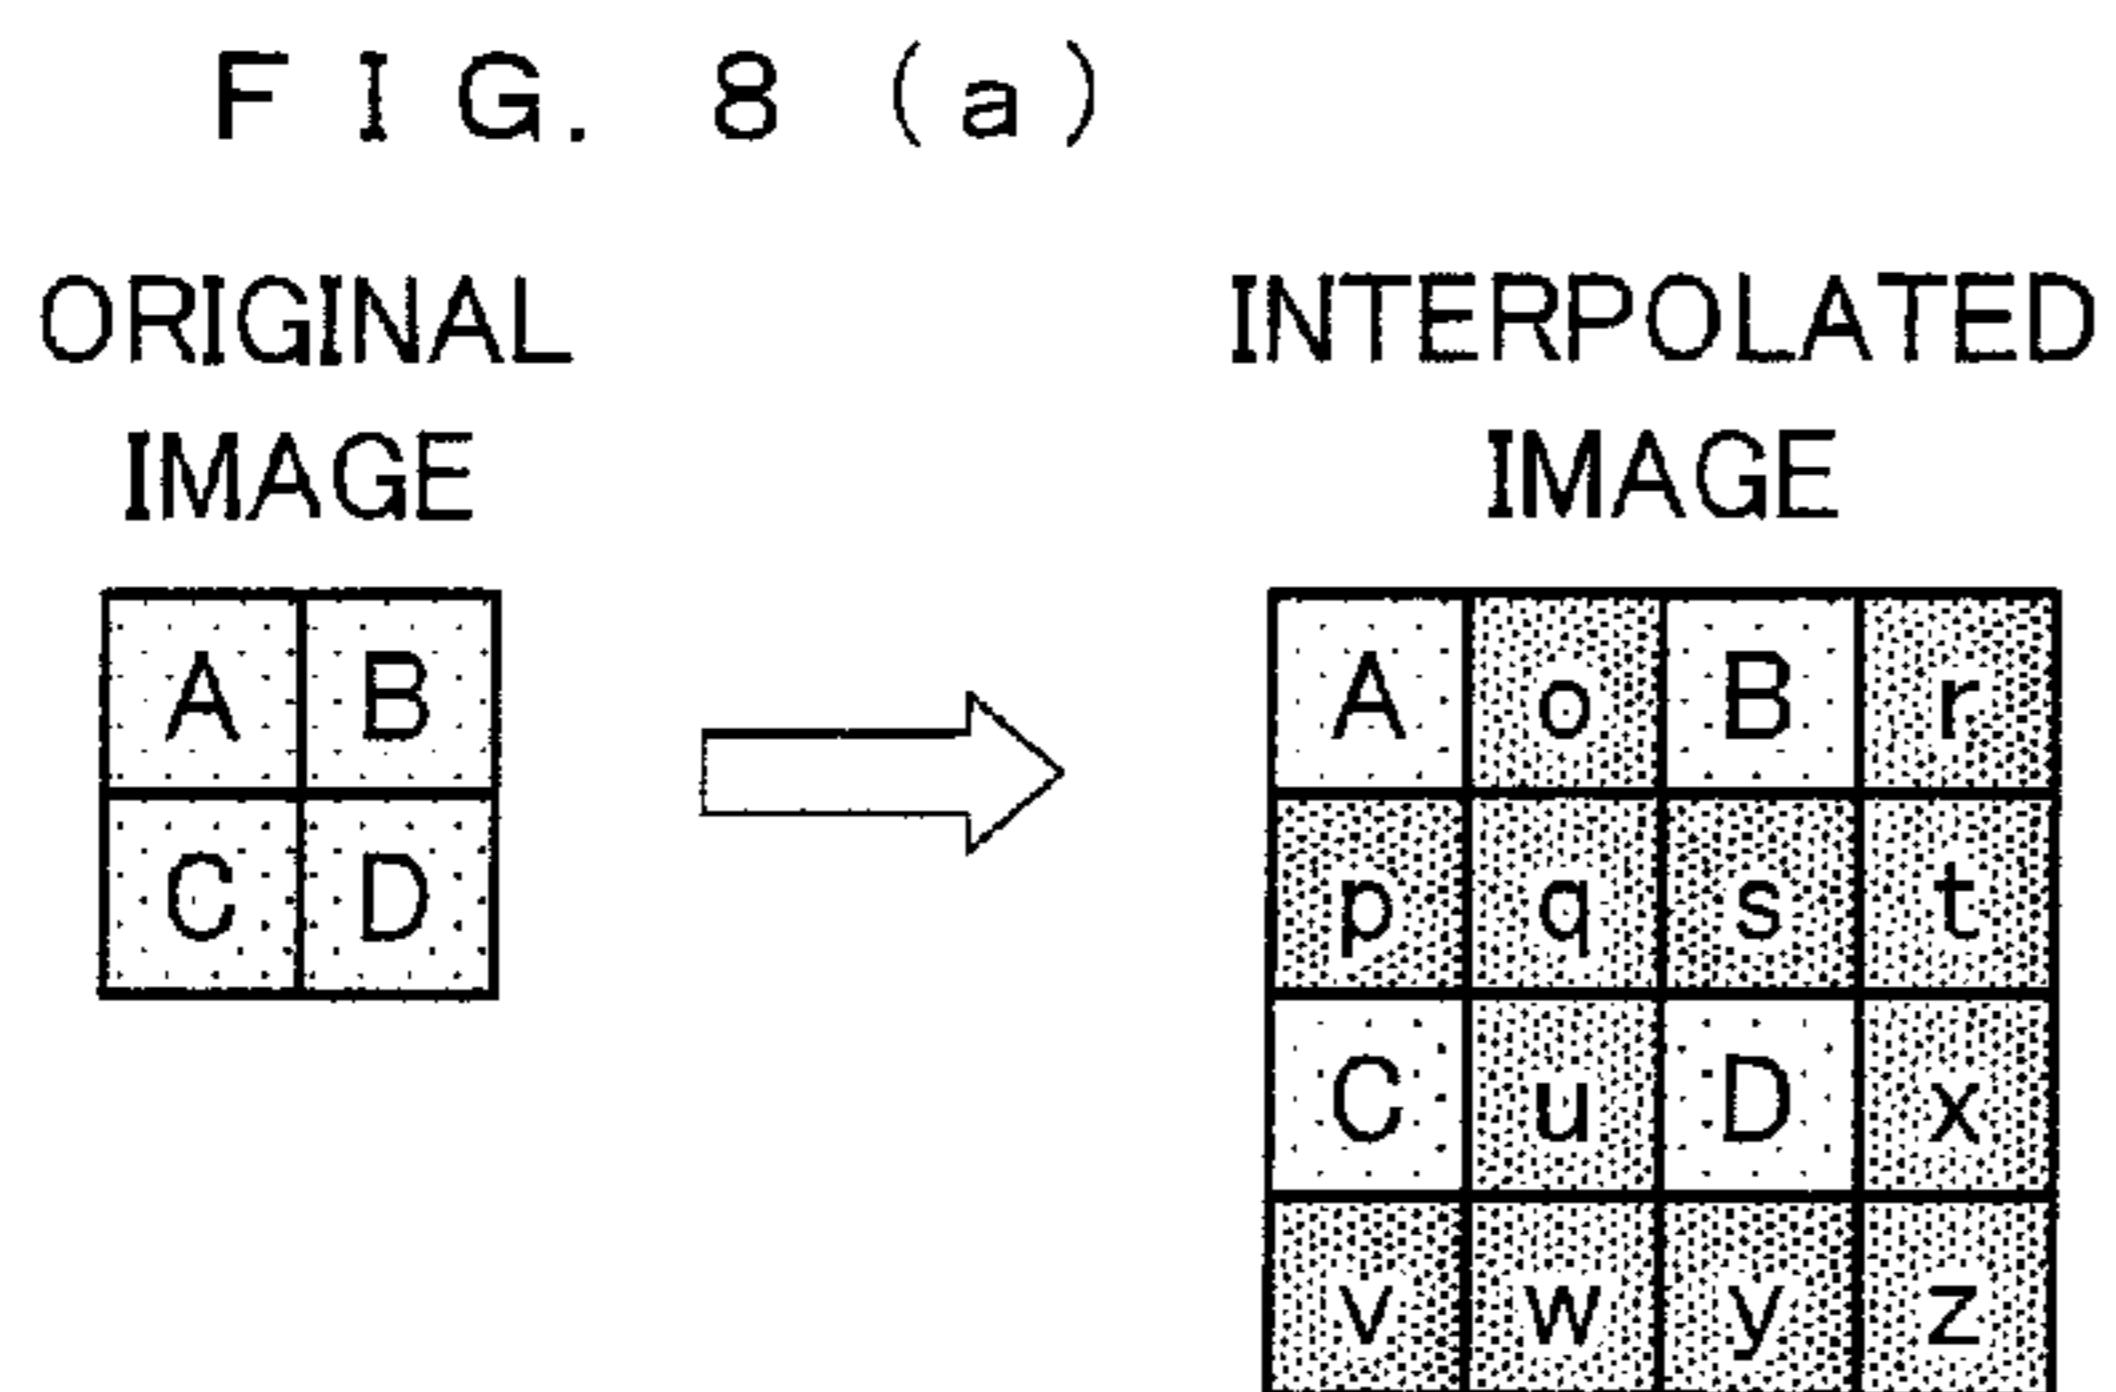 FIG. 8 (a)
ORIGINAL
IMAGE
A B
C D
INTERPOLATED
IMAGE
A o B r
p q s t
C u D x
v w y z